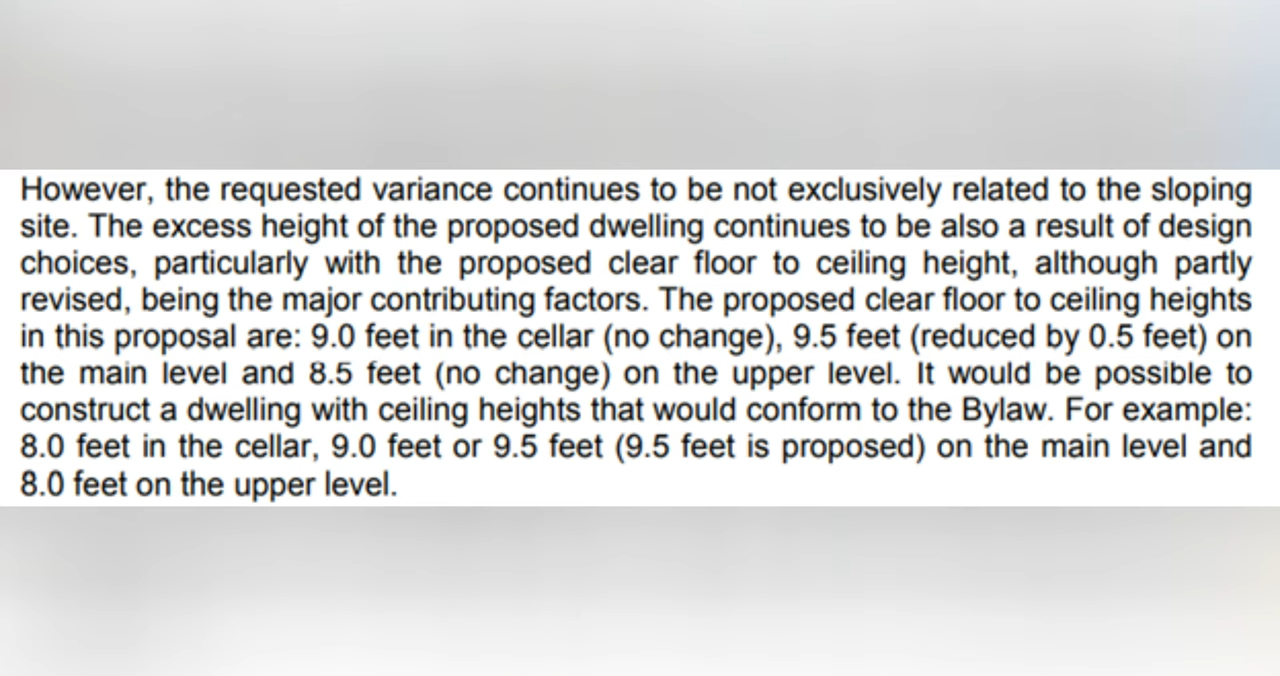 However, the requested variance continues to be not exclusively related to the sloping
site. The excess height of the proposed dwelling continues to be also a result of design
choices, particularly with the proposed clear floor to ceiling height, although partly
revised, being the major contributing factors. The proposed clear floor to ceiling heights
in this proposal are: 9.0 feet in the cellar (no change), 9.5 feet (reduced by 0.5 feet) on
the main level and 8.5 feet (no change) on the upper level. It would be possible to
construct a dwelling with ceiling heights that would conform to the Bylaw. For example:
8.0 feet in the cellar, 9.0 feet or 9.5 feet (9.5 feet is proposed) on the main level and
8.0 feet on the upper level.